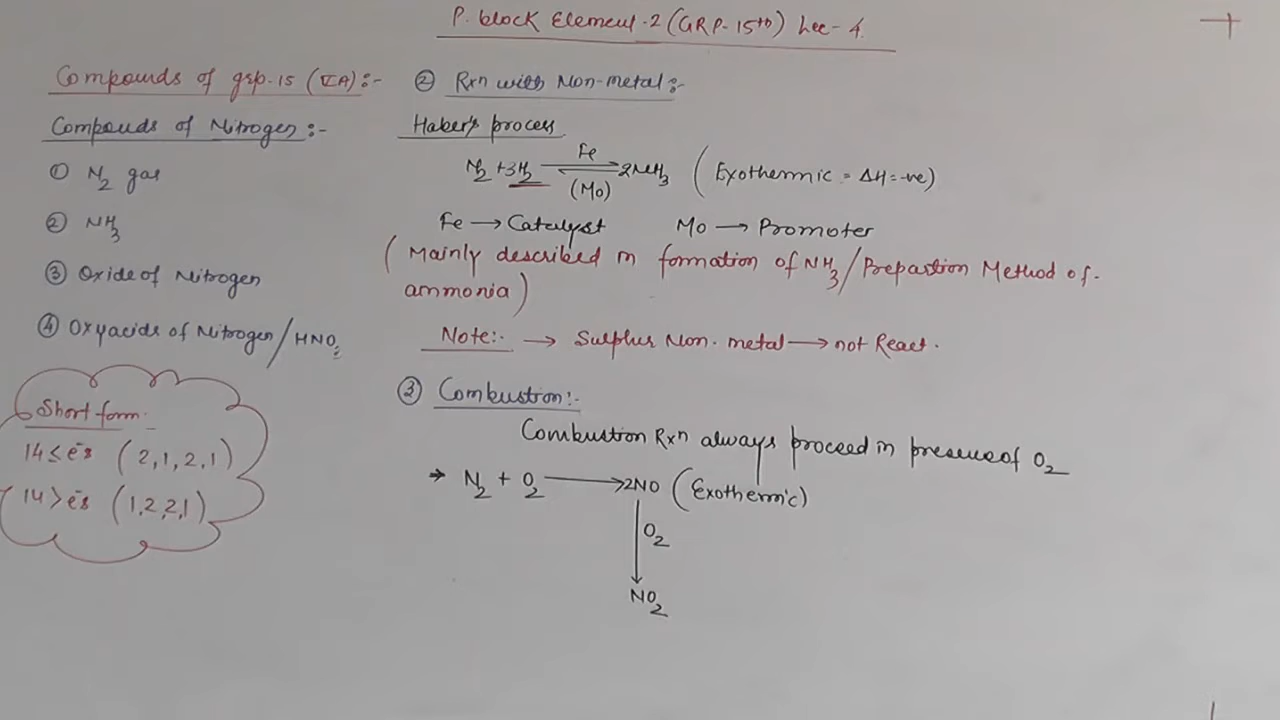 P. block Element-2 (GRP-15th) Lec-4.
Compounds of grp-15 (VA):-
Compouds of Nitrogen:-
① N2 gas
② NH3
③ Oxide of Nitrogen
④ Oxyacids of Nitrogen/HNO2
Short form.
14≤ e's (2,1,2,1)
14> e's (1,2,2,1)
② Rxn with Non-metal:-
Haber's process
N2 + 3H2 ⇌ 2NH3 (Exothermic = ΔH = -ve)
Fe
(Mo)
Fe → Catalyst Mo → Promoter
(Mainly described in formation of NH3/Prepartion Method of-
ammonia)
Note:- → Sulphur Non-metal → not React.
③ Combustion:-
Combustion Rxn always proceed in presence of O2
→ N2 + O2 → 2NO (Exothermic)
O2
NO2